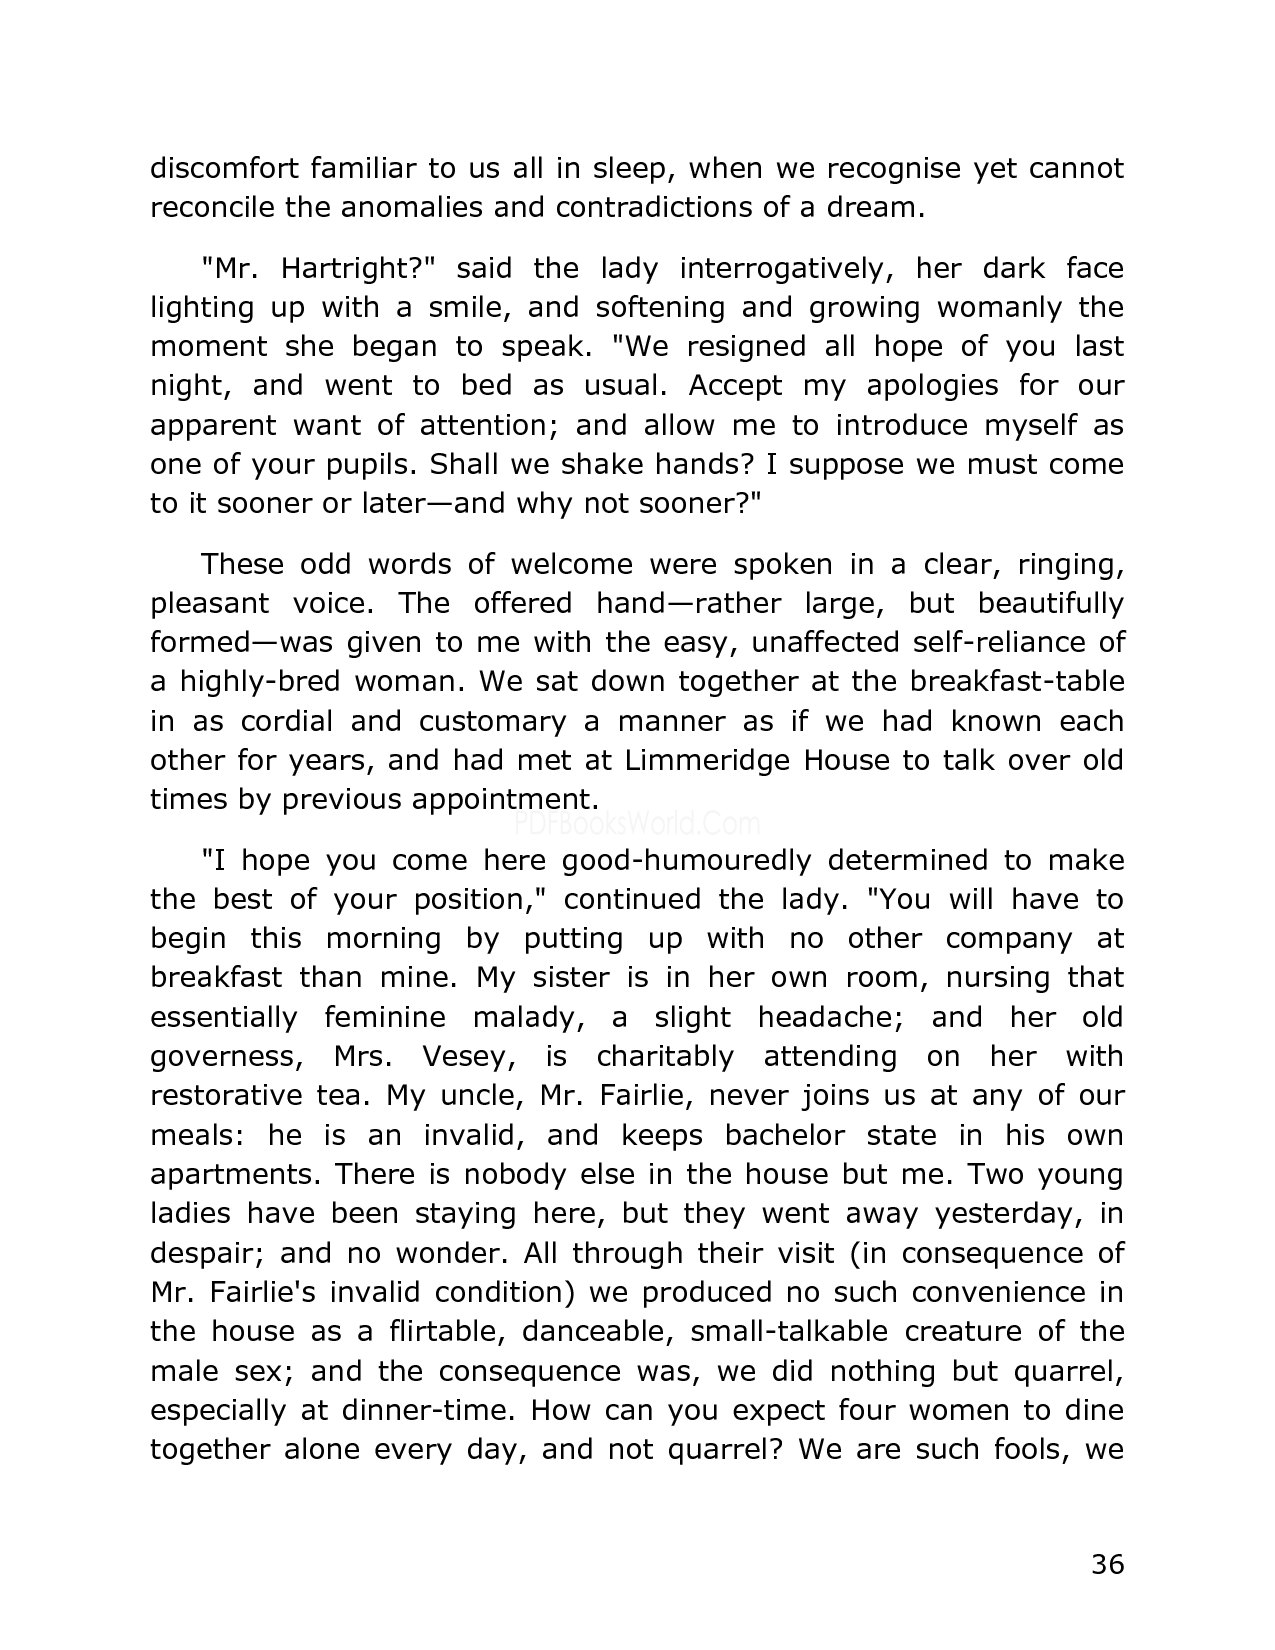 discomfort familiar to us all in sleep, when we recognise yet cannot
reconcile the anomalies and contradictions of a dream.
"Mr. Hartright?" said the lady interrogatively, her dark face
lighting up with a smile, and softening and growing womanly the
moment she began to speak. "We resigned all hope of you last
night, and went to bed as usual. Accept my apologies for our
apparent want of attention; and allow me to introduce myself as
one of your pupils. Shall we shake hands? I suppose we must come
to it sooner or later—and why not sooner?"
These odd words of welcome were spoken in a clear, ringing,
pleasant voice. The offered hand—rather large, but beautifully
formed—was given to me with the easy, unaffected self-reliance of
a highly-bred woman. We sat down together at the breakfast-table
in as cordial and customary a manner as if we had known each
other for years, and had met at Limmeridge House to talk over old
times by previous appointment.
PDFBooksWorld.Com
"I hope you come here good-humouredly determined to make
the best of your position," continued the lady. "You will have to
begin this morning by putting up with no other company at
breakfast than mine. My sister is in her own room, nursing that
essentially feminine malady, a slight headache; and her old
governess, Mrs. Vesey, is charitably attending on her with
restorative tea. My uncle, Mr. Fairlie, never joins us at any of our
meals: he is an invalid, and keeps bachelor state in his own
apartments. There is nobody else in the house but me. Two young
ladies have been staying here, but they went away yesterday, in
despair; and no wonder. All through their visit (in consequence of
Mr. Fairlie's invalid condition) we produced no such convenience in
the house as a flirtable, danceable, small-talkable creature of the
male sex; and the consequence was, we did nothing but quarrel,
especially at dinner-time. How can you expect four women to dine
together alone every day, and not quarrel? We are such fools, we
36